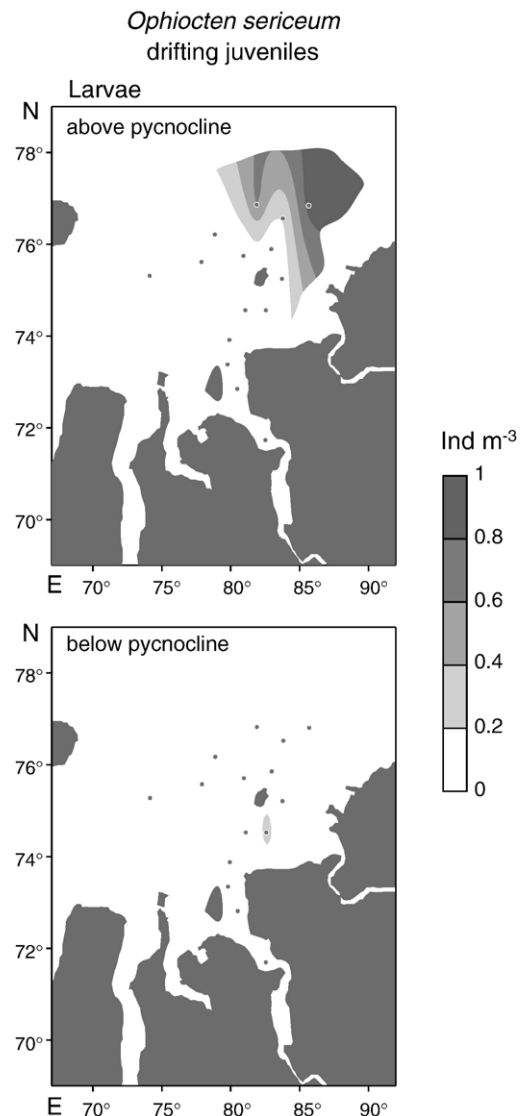 Ophiocten sericeum
drifting juveniles
Larvae
N
above pycnocline
78°
76°
74°
72°
70°
E 70° 75° 80° 85° 90°
Ind m-3
1
0.8
0.6
0.4
0.2
0
N
below pycnocline
78°
76°
74°
72°
70°
E 70° 75° 80° 85° 90°